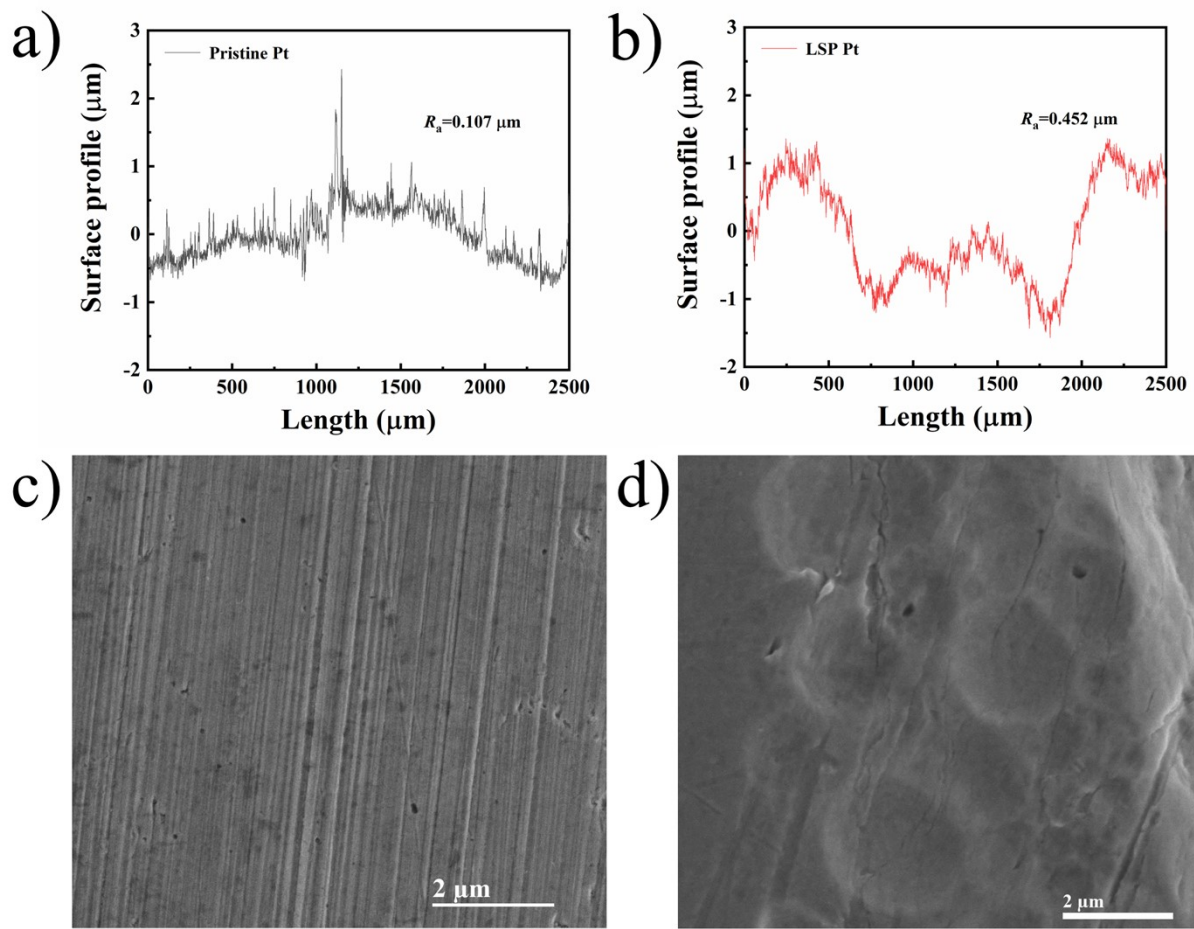 a)
Pristine Pt
Rₐ=0.107 μm
Surface profile (μm)
3
2
1
0
-1
-2
0 500 1000 1500 2000 2500
Length (μm)
b)
LSP Pt
Rₐ=0.452 μm
Surface profile (μm)
3
2
1
0
-1
-2
0 500 1000 1500 2000 2500
Length (μm)
c)
2 μm
d)
2 μm